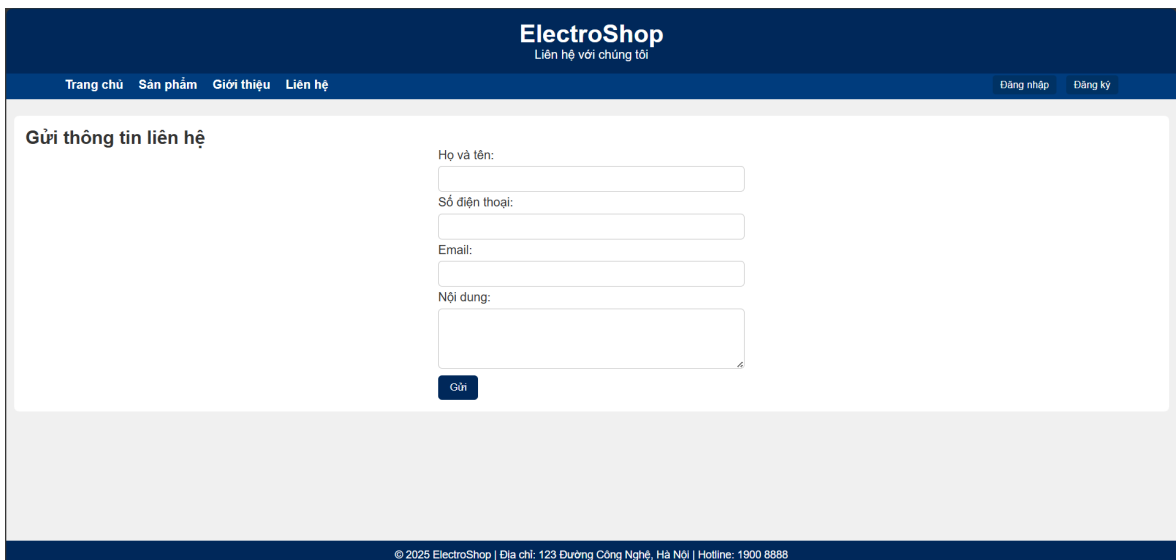 ElectroShop
Liên hệ với chúng tôi
Trang chủ Sản phẩm Giới thiệu Liên hệ Đăng nhập Đăng ký
Gửi thông tin liên hệ
Họ và tên:
Số điện thoại:
Email:
Nội dung:
Gửi
© 2025 ElectroShop | Địa chỉ: 123 Đường Công Nghệ, Hà Nội | Hotline: 1900 8888